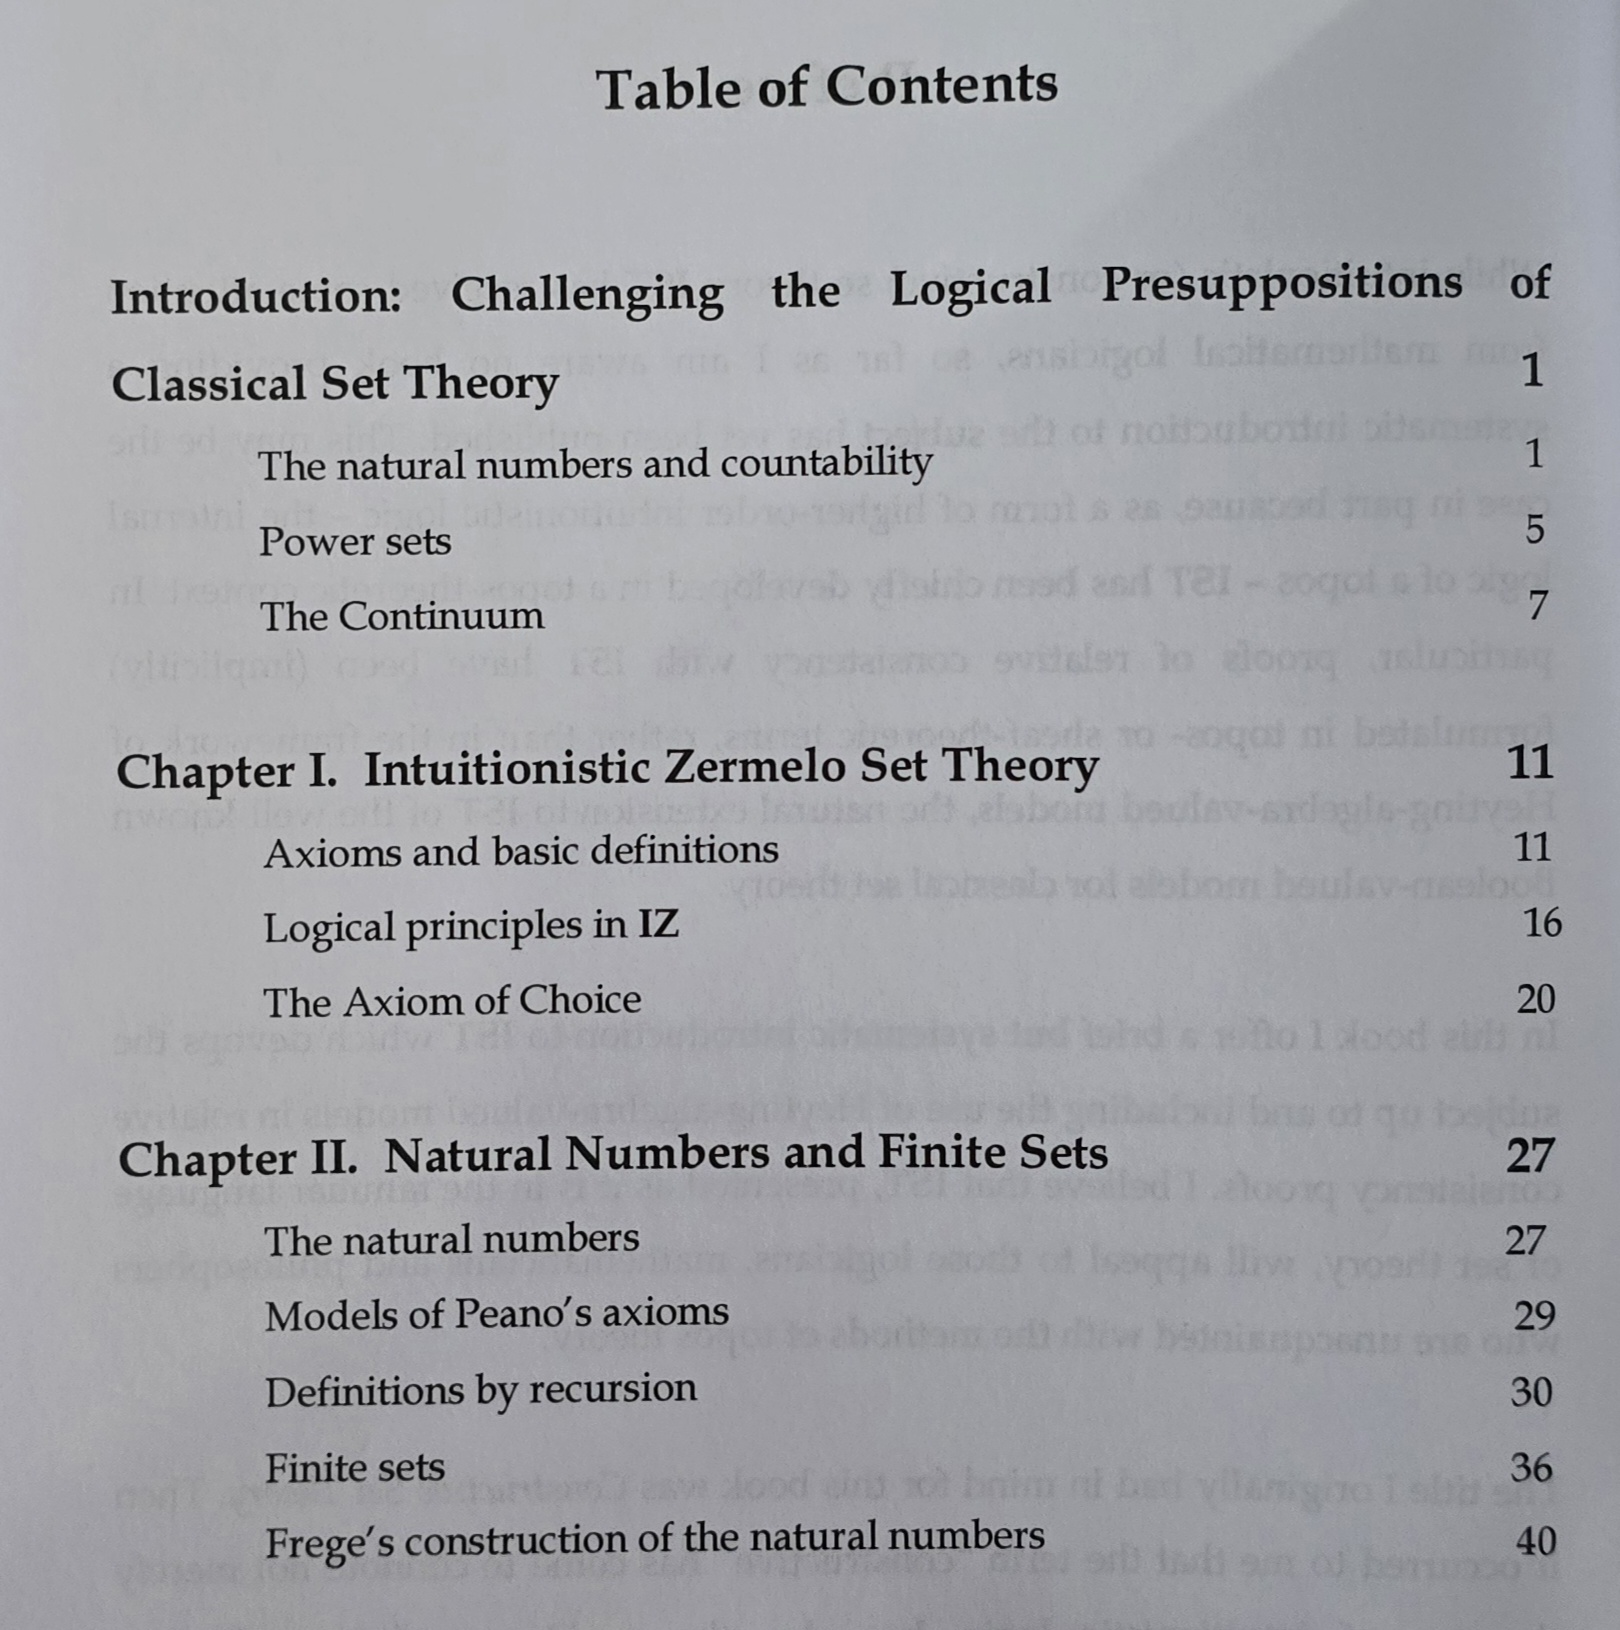 Table of Contents
Introduction: Challenging the Logical Presuppositions of
Classical Set Theory 1
The natural numbers and countability 1
Power sets 5
The Continuum 7
Chapter I. Intuitionistic Zermelo Set Theory 11
Axioms and basic definitions 11
Logical principles in IZ 16
The Axiom of Choice 20
Chapter II. Natural Numbers and Finite Sets 27
The natural numbers 27
Models of Peano's axioms 29
Definitions by recursion 30
Finite sets 36
Frege's construction of the natural numbers 40